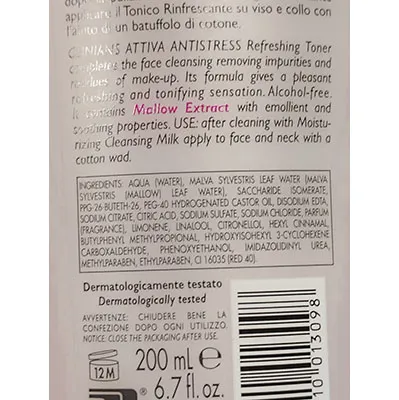 applicare il Tonico Rinfrescante su viso e collo con
l'aiuto di un batuffolo di cotone.
CLINIANS ATTIVA ANTISTRESS Refreshing Toner
completes the face cleansing removing impurities and
residues of make-up. Its formula gives a pleasant
refreshing and tonifying sensation. Alcohol-free.
It contains Mallow Extract with emollient and
soothing properties. USE: after cleaning with Moistu-
rizing Cleansing Milk apply to face and neck with a
cotton wad.
INGREDIENTS: AQUA (WATER), MALVA SYLVESTRIS LEAF WATER (MALVA
SYLVESTRIS (MALLOW) LEAF WATER), SACCHARIDE ISOMERATE,
PPG-26-BUTETH-26, PEG-40 HYDROGENATED CASTOR OIL, DISODIUM EDTA,
SODIUM CITRATE, CITRIC ACID, SODIUM SULFATE, SODIUM CHLORIDE, PARFUM
(FRAGRANCE), LIMONENE, LINALOOL, CITRONELLOL, HEXYL CINNAMAL,
BUTYLPHENYL METHYLPROPIONAL, HYDROXYISOHEXYL 3-CYCLOHEXENE
CARBOXALDEHYDE, PHENOXYETHANOL, IMIDAZOLIDINYL UREA,
METHYLPARABEN, ETHYLPARABEN, CI 16035 (RED 40).
Dermatologicamente testato
Dermatologically tested
AVVERTENZE: CHIUDERE BENE LA
CONFEZIONE DOPO OGNI UTILIZZO.
NOTICE: CLOSE THE PACKAGING AFTER USE.
12M
200 mL e
6.7 fl. oz.
1013098